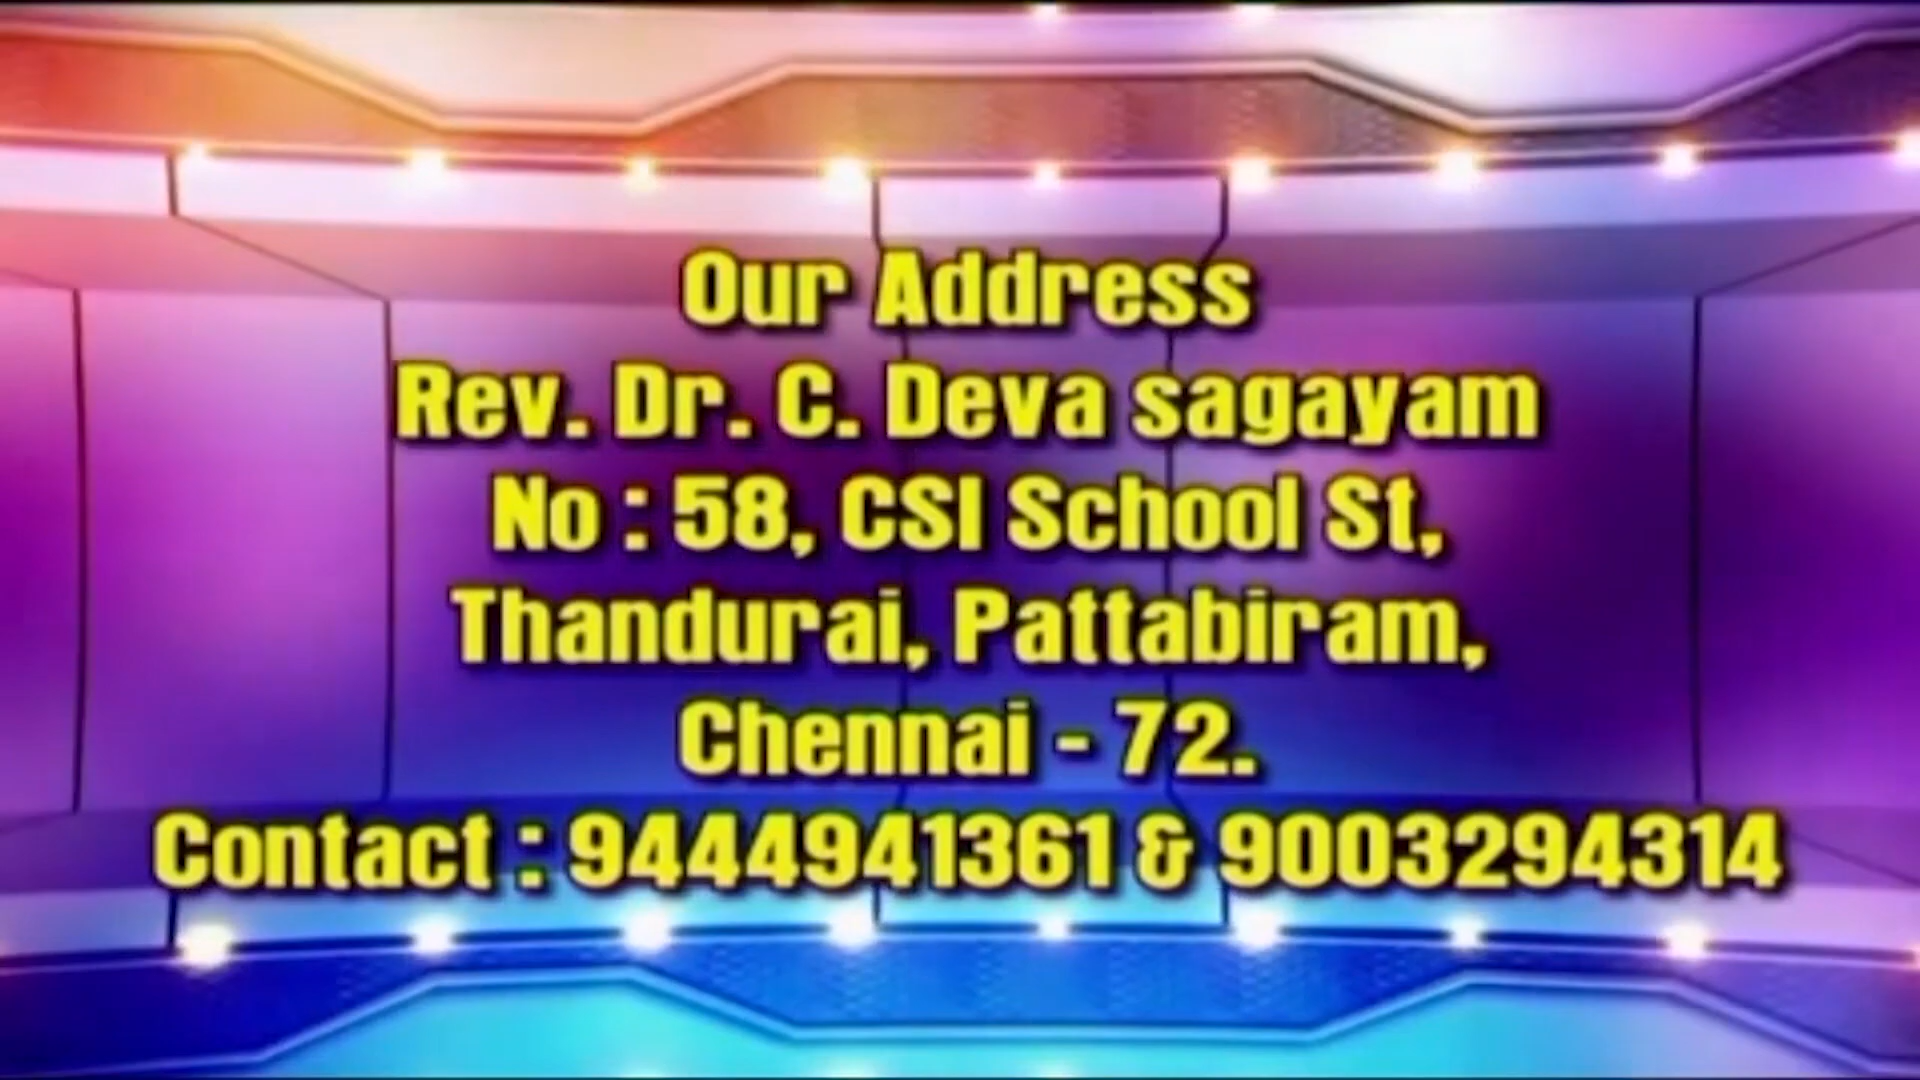 Our Address
Rev. Dr. C. Deva sagayam
No : 58, CSI School St,
Thandurai, Pattabiram,
Chennai - 72.
Contact : 9444941361 & 9003294314